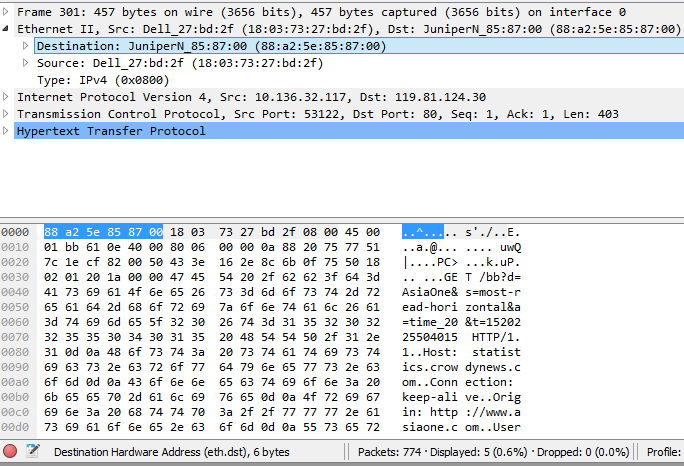 Frame 301: 457 bytes on wire (3656 bits), 457 bytes captured (3656 bits) on interface 0
Ethernet II, Src: Dell_27:bd:2f (18:03:73:27:bd:2f), Dst: JuniperN_85:87:00 (88:a2:5e:85:87:00)
Destination: JuniperN_85:87:00 (88:a2:5e:85:87:00)
Source: Dell_27:bd:2f (18:03:73:27:bd:2f)
Type: IPv4 (0x0800)
Internet Protocol Version 4, Src: 10.136.32.117, Dst: 119.81.124.30
Transmission Control Protocol, Src Port: 53122, Dst Port: 80, Seq: 1, Ack: 1, Len: 403
Hypertext Transfer Protocol
0000 88 a2 5e 85 87 00 18 03 73 27 bd 2f 08 00 45 00 ..^..... s'./..E.
0010 01 bb 61 0e 40 00 80 06 00 00 0a 88 20 75 77 51 ..a.@... .... uwQ
0020 7c 1e cf 82 00 50 43 3e 16 2e 8c 6b 0f 75 50 18 |....PC> ...k.uP.
0030 02 01 20 1a 00 00 47 45 54 20 2f 62 62 3f 64 3d .. ...GE T /bb?d=
0040 41 73 69 61 4f 6e 65 26 73 3d 6d 6f 73 74 2d 72 AsiaOne& s=most-r
0050 65 61 64 2d 68 6f 72 69 7a 6f 6e 74 61 6c 26 61 ead-hori zontal&a
0060 3d 74 69 6d 65 5f 32 30 26 74 3d 31 35 32 30 32 =time_20 &t=15202
0070 32 35 35 30 34 30 31 35 20 48 54 54 50 2f 31 2e 25504015 HTTP/1.
0080 31 0d 0a 48 6f 73 74 3a 20 73 74 61 74 69 73 74 1..Host: statist
0090 69 63 73 2e 63 72 6f 77 64 79 6e 65 77 73 2e 63 ics.crow dynews.c
00a0 6f 6d 0d 0a 43 6f 6e 6e 65 63 74 69 6f 6e 3a 20 om..Conn ection:
00b0 6b 65 65 70 2d 61 6c 69 76 65 0d 0a 4f 72 69 67 keep-ali ve..Orig
00c0 69 6e 3a 20 68 74 74 70 3a 2f 2f 77 77 77 2e 61 in: http ://www.a
00d0 73 69 61 6f 6e 65 2e 63 6f 6d 0d 0a 55 73 65 72 siaone.c om..User
Destination Hardware Address (eth.dst), 6 bytes Packets: 774 · Displayed: 5 (0.6%) · Dropped: 0 (0.0%) Profile: